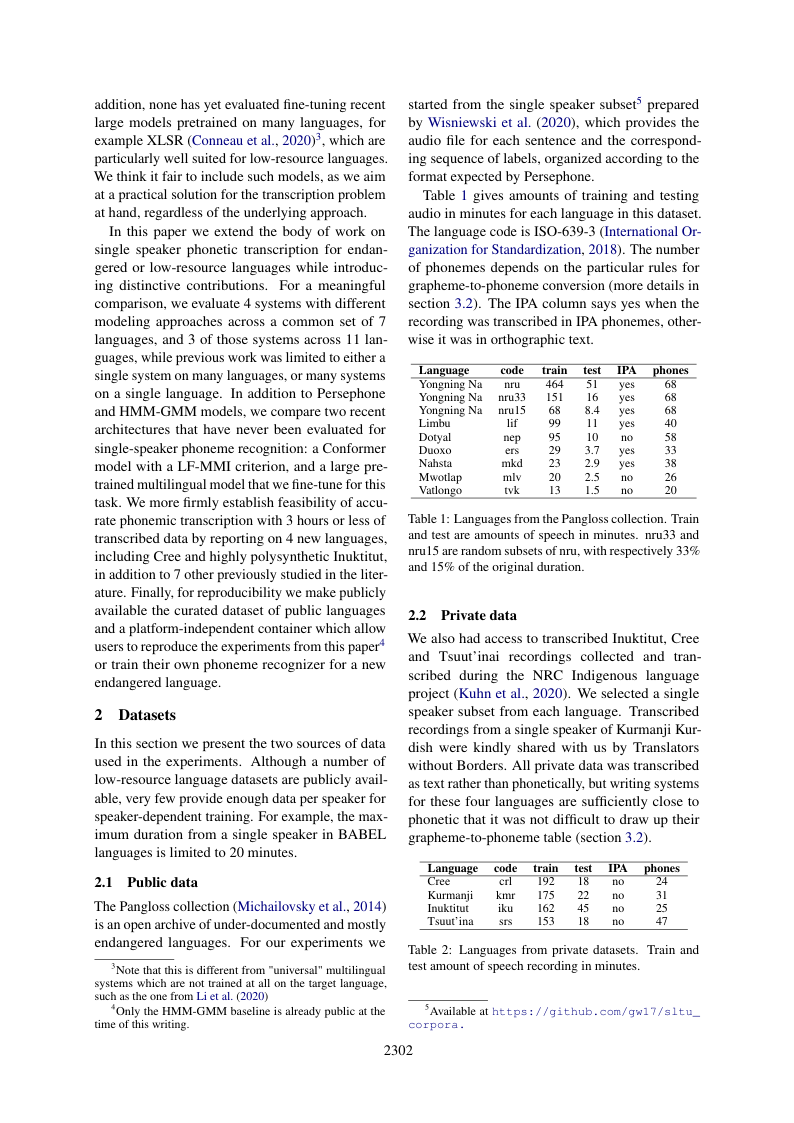 addition, none has yet evaluated fine-tuning recent
large models pretrained on many languages, for
example XLSR (Conneau et al., 2020)3, which are
particularly well suited for low-resource languages.
We think it fair to include such models, as we aim
at a practical solution for the transcription problem
at hand, regardless of the underlying approach.
In this paper we extend the body of work on
single speaker phonetic transcription for endan-
gered or low-resource languages while introduc-
ing distinctive contributions. For a meaningful
comparison, we evaluate 4 systems with different
modeling approaches across a common set of 7
languages, and 3 of those systems across 11 lan-
guages, while previous work was limited to either a
single system on many languages, or many systems
on a single language. In addition to Persephone
and HMM-GMM models, we compare two recent
architectures that have never been evaluated for
single-speaker phoneme recognition: a Conformer
model with a LF-MMI criterion, and a large pre-
trained multilingual model that we fine-tune for this
task. We more firmly establish feasibility of accu-
rate phonemic transcription with 3 hours or less of
transcribed data by reporting on 4 new languages,
including Cree and highly polysynthetic Inuktitut,
in addition to 7 other previously studied in the liter-
ature. Finally, for reproducibility we make publicly
available the curated dataset of public languages
and a platform-independent container which allow
users to reproduce the experiments from this paper4
or train their own phoneme recognizer for a new
endangered language.
2 Datasets
In this section we present the two sources of data
used in the experiments. Although a number of
low-resource language datasets are publicly avail-
able, very few provide enough data per speaker for
speaker-dependent training. For example, the max-
imum duration from a single speaker in BABEL
languages is limited to 20 minutes.
2.1 Public data
The Pangloss collection (Michailovsky et al., 2014)
is an open archive of under-documented and mostly
endangered languages. For our experiments we
3Note that this is different from "universal" multilingual
systems which are not trained at all on the target language,
such as the one from Li et al. (2020)
4Only the HMM-GMM baseline is already public at the
time of this writing.
started from the single speaker subset5 prepared
by Wisniewski et al. (2020), which provides the
audio file for each sentence and the correspond-
ing sequence of labels, organized according to the
format expected by Persephone.
Table 1 gives amounts of training and testing
audio in minutes for each language in this dataset.
The language code is ISO-639-3 (International Or-
ganization for Standardization, 2018). The number
of phonemes depends on the particular rules for
grapheme-to-phoneme conversion (more details in
section 3.2). The IPA column says yes when the
recording was transcribed in IPA phonemes, other-
wise it was in orthographic text.
Language code train test IPA phones
Yongning Na nru 464 51 yes 68
Yongning Na nru33 151 16 yes 68
Yongning Na nru15 68 8.4 yes 68
Limbu lif 99 11 yes 40
Dotyal nep 95 10 no 58
Duoxo ers 29 3.7 yes 33
Nahsta mkd 23 2.9 yes 38
Mwotlap mlv 20 2.5 no 26
Vatlongo tvk 13 1.5 no 20
Table 1: Languages from the Pangloss collection. Train
and test are amounts of speech in minutes. nru33 and
nru15 are random subsets of nru, with respectively 33%
and 15% of the original duration.
2.2 Private data
We also had access to transcribed Inuktitut, Cree
and Tsuut'inai recordings collected and tran-
scribed during the NRC Indigenous language
project (Kuhn et al., 2020). We selected a single
speaker subset from each language. Transcribed
recordings from a single speaker of Kurmanji Kur-
dish were kindly shared with us by Translators
without Borders. All private data was transcribed
as text rather than phonetically, but writing systems
for these four languages are sufficiently close to
phonetic that it was not difficult to draw up their
grapheme-to-phoneme table (section 3.2).
Language code train test IPA phones
Cree crl 192 18 no 24
Kurmanji kmr 175 22 no 31
Inuktitut iku 162 45 no 25
Tsuut'ina srs 153 18 no 47
Table 2: Languages from private datasets. Train and
test amount of speech recording in minutes.
5Available at https://github.com/gw17/sltu_
corpora.
2302